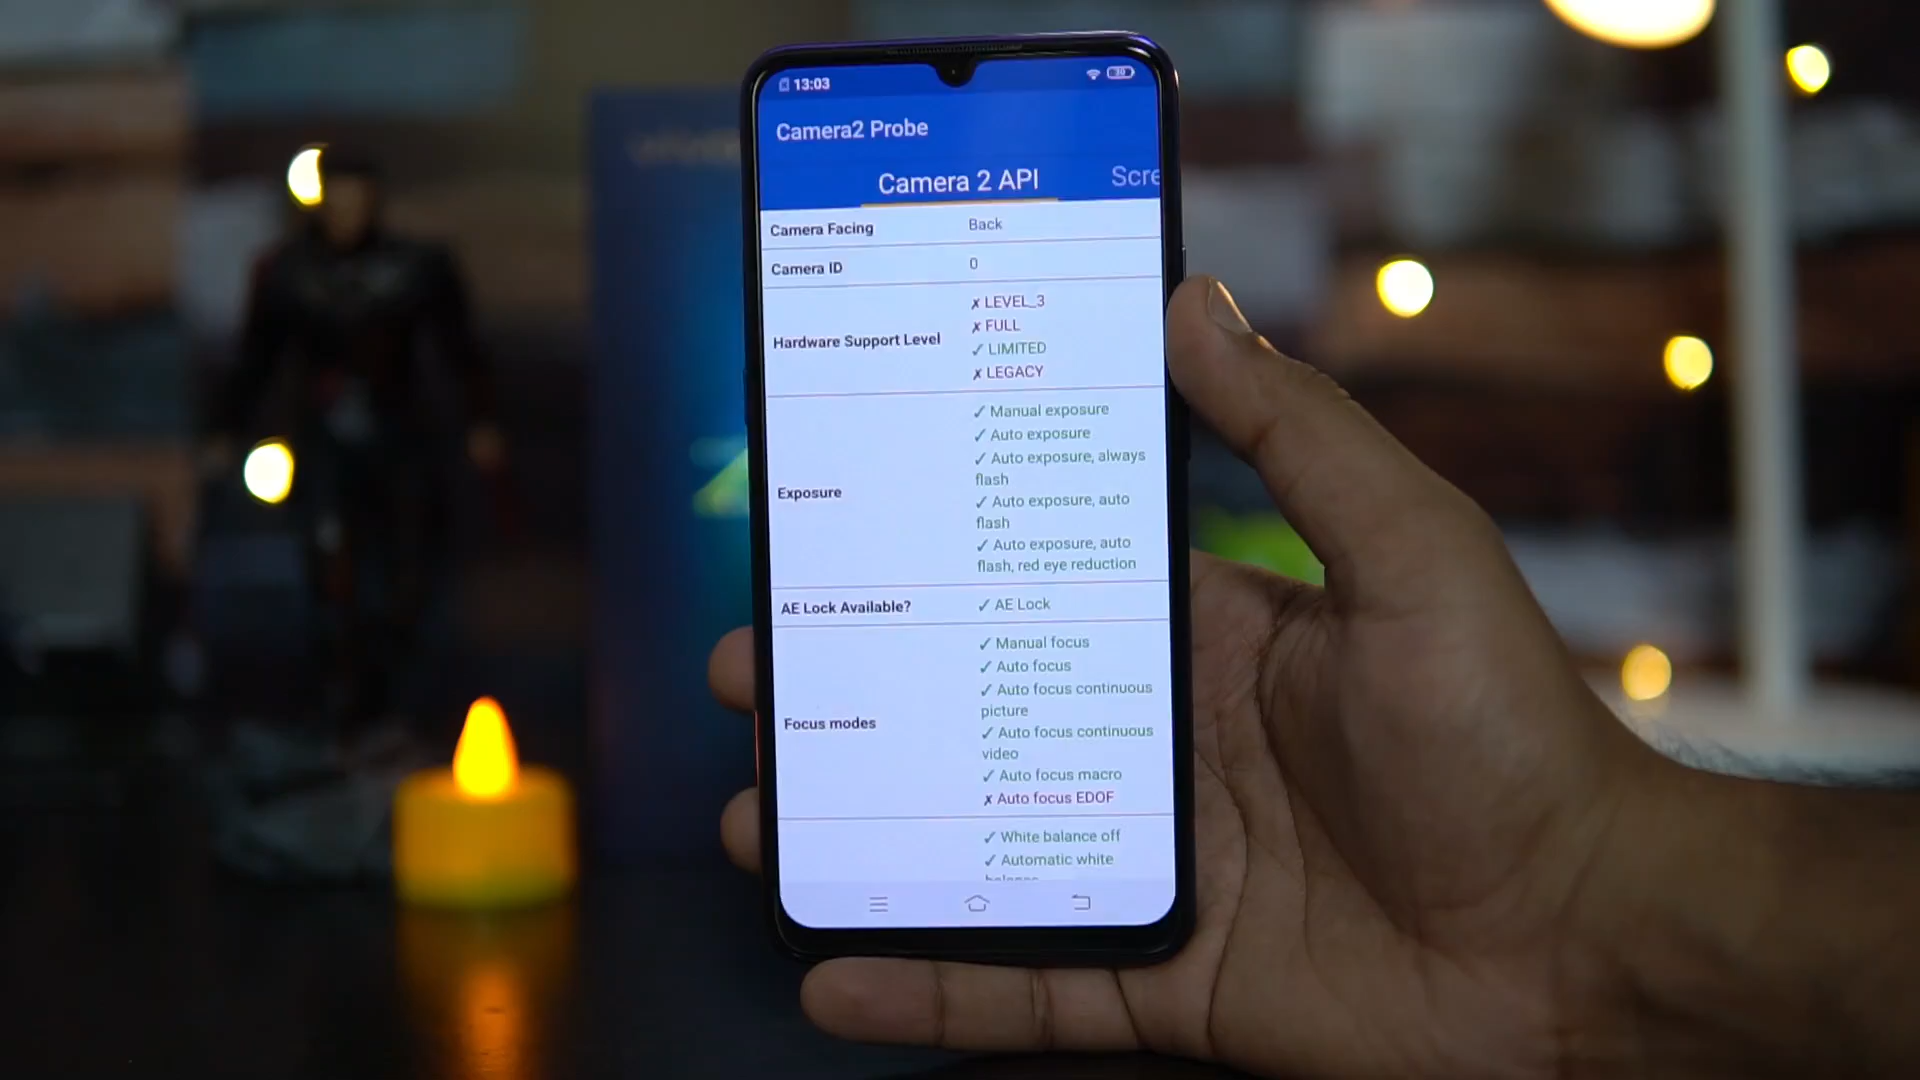 13:03
Camera2 Probe
Camera 2 API
Scre
Camera Facing
Back
Camera ID
0
Hardware Support Level
✗ LEVEL_3
✗ FULL
✓ LIMITED
✗ LEGACY
Exposure
✓ Manual exposure
✓ Auto exposure
✓ Auto exposure, always
flash
✓ Auto exposure, auto
flash
✓ Auto exposure, auto
flash, red eye reduction
AE Lock Available?
✓ AE Lock
Focus modes
✓ Manual focus
✓ Auto focus
✓ Auto focus continuous
picture
✓ Auto focus continuous
video
✓ Auto focus macro
✗ Auto focus EDOF
✓ White balance off
✓ Automatic white